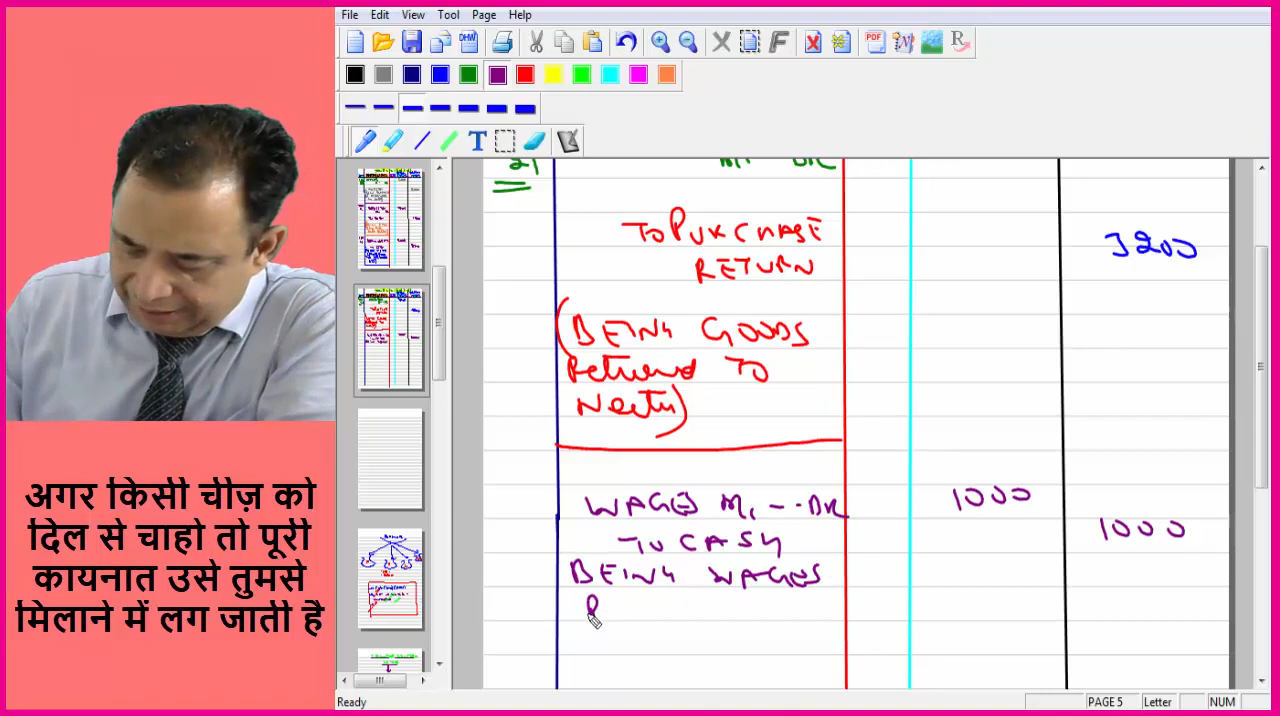 File Edit View Tool Page Help
TO PURCHASE
RETURN
3200
(BEING GOODS
Returned TO
Neetu)
WAGES A/c - - DR
1000
TO CASH
1000
BEING WAGES
P
अगर किसी चीज़ को
दिल से चाहो तो पूरी
कायनात उसे तुमसे
मिलाने में लग जाती है
Ready
PAGE 5
Letter
NUM